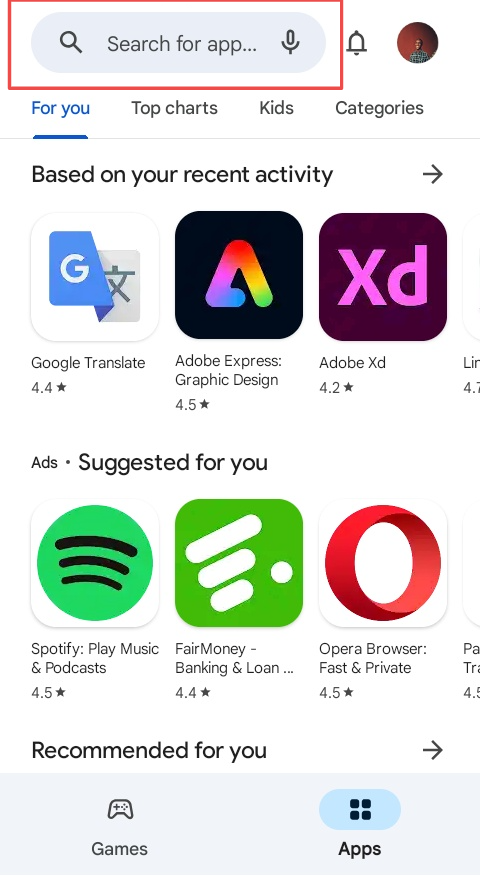 Search for app...
For you Top charts Kids Categories
Based on your recent activity
G 文
Xd
Google Translate
4.4 ★
Adobe Express:
Graphic Design
4.5 ★
Adobe Xd
4.2 ★
Lin
4.7
Ads • Suggested for you
Spotify: Play Music
& Podcasts
4.5 ★
FairMoney -
Banking & Loan ...
4.4 ★
Opera Browser:
Fast & Private
4.5 ★
Pa
Tra
4.5
Recommended for you
Games Apps